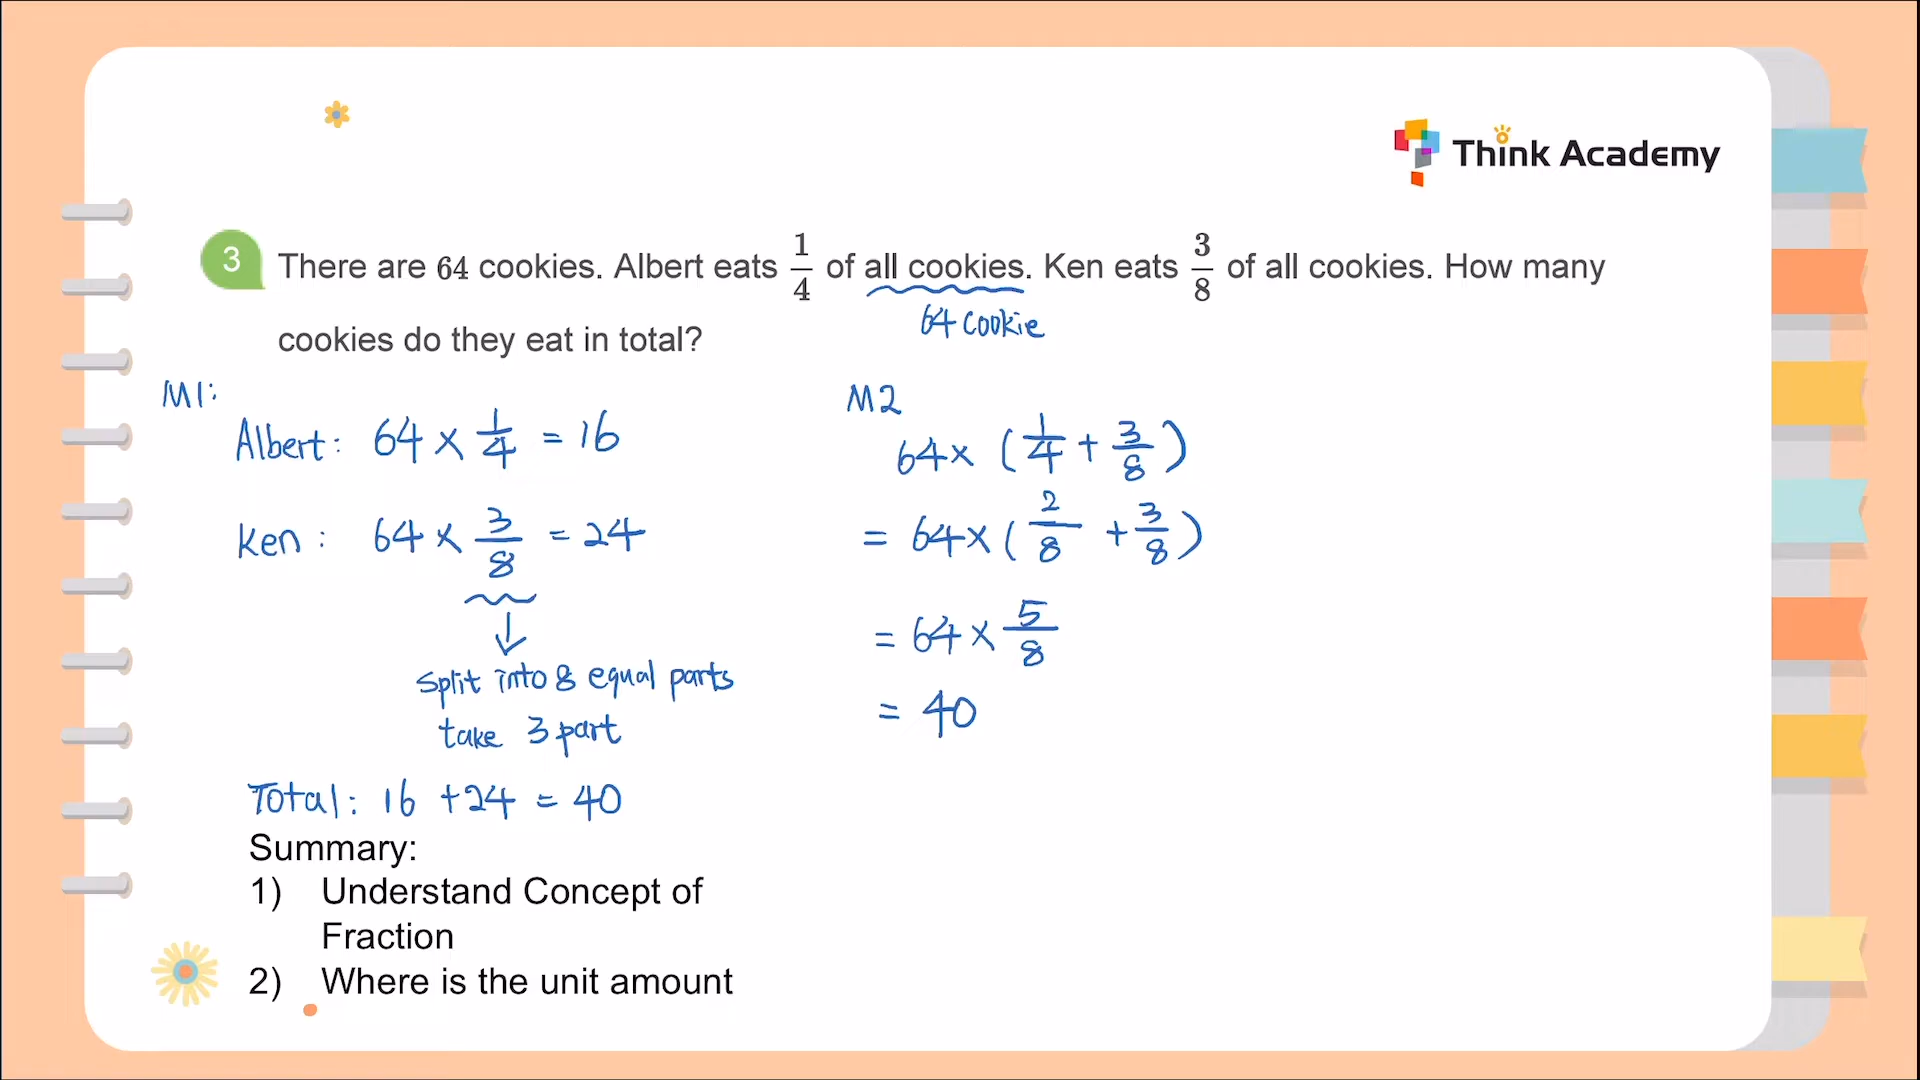 Think Academy
3 There are 64 cookies. Albert eats 1/4 of all cookies. Ken eats 3/8 of all cookies. How many
64 cookie
cookies do they eat in total?
M1:
Albert: 64 × 1/4 = 16
Ken: 64 × 3/8 = 24
split into 8 equal parts
take 3 part
Total: 16 + 24 = 40
M2
64 × (1/4 + 3/8)
= 64 × (2/8 + 3/8)
= 64 × 5/8
= 40
Summary:
1) Understand Concept of
Fraction
2) Where is the unit amount